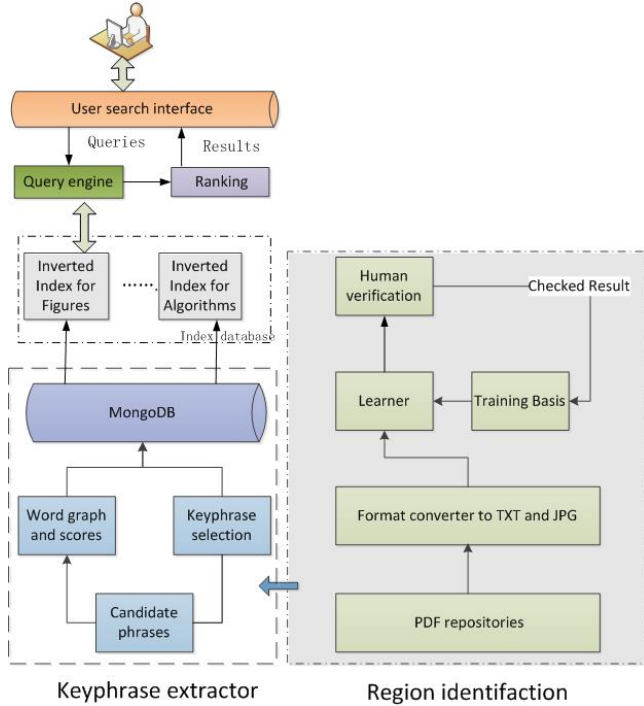 User search interface
Queries
Results
Query engine
Ranking
Inverted
Index for
Figures
.......
Inverted
Index for
Algorithms
Index database
MongoDB
Word graph
and scores
Keyphrase
selection
Candidate
phrases
Keyphrase extractor
Human
verification
Checked Result
Learner
Training Basis
Format converter to TXT and JPG
PDF repositories
Region identifaction